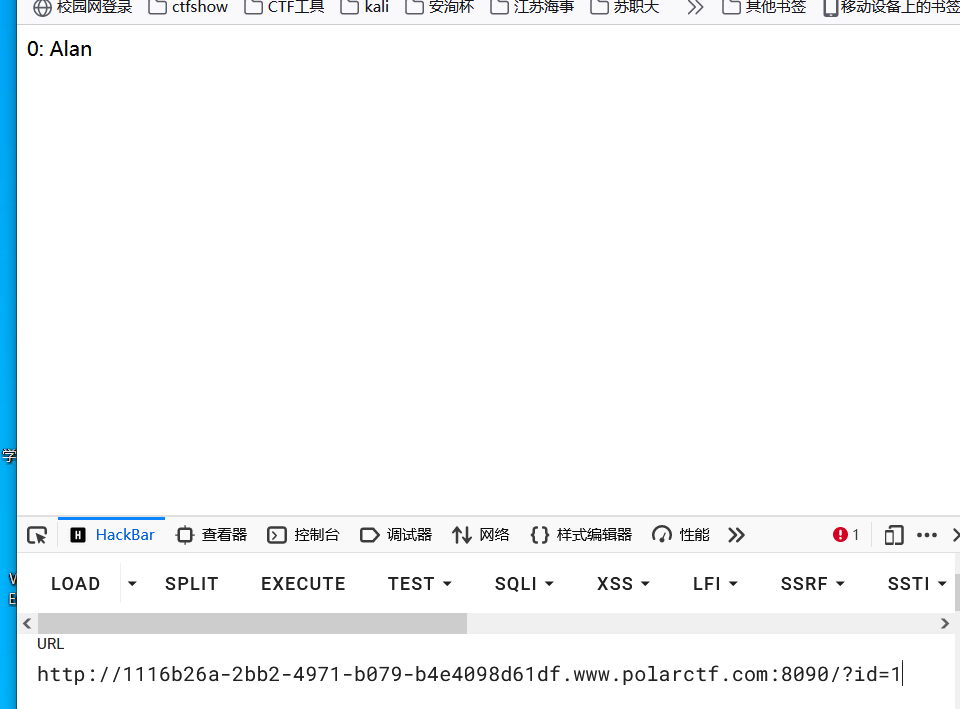 校园网登录 ctfshow CTF工具 kali 安洵杯 江苏海事 苏职大 其他书签 移动设备上的书签
0: Alan
学
HackBar 查看器 控制台 调试器 网络 样式编辑器 性能 1
LOAD SPLIT EXECUTE TEST SQLI XSS LFI SSRF SSTI
URL
http://1116b26a-2bb2-4971-b079-b4e4098d61df.www.polarctf.com:8090/?id=1